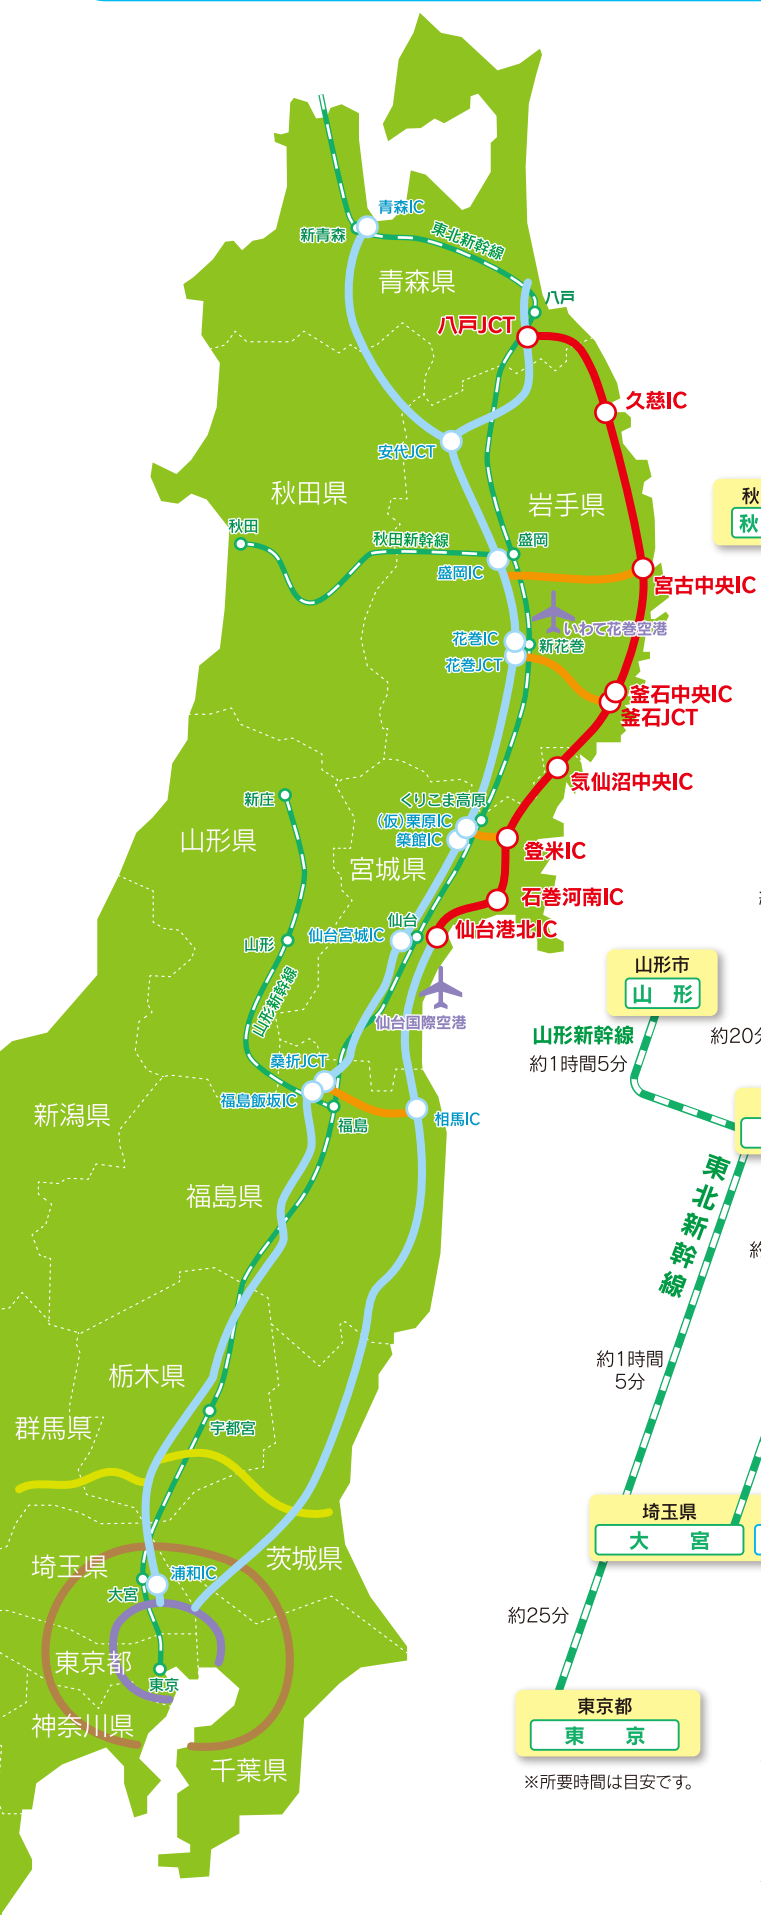 青森IC
新青森
東北新幹線
青森県
八戸
八戸JCT
久慈IC
安代JCT
秋田県
岩手県
秋田
秋田新幹線
盛岡
盛岡IC
宮古中央IC
いわて花巻空港
花巻IC
新花巻
花巻JCT
釜石中央IC
釜石JCT
気仙沼中央IC
新庄
くりこま高原
(仮)栗原IC
築館IC
山形県
宮城県
登米IC
石巻河南IC
仙台
仙台宮城IC
仙台港北IC
山形
山形新幹線
仙台国際空港
桑折JCT
福島飯坂IC
福島
相馬IC
新潟県
福島県
栃木県
群馬県
宇都宮
埼玉県
茨城県
浦和IC
大宮
東京都
東京
神奈川県
千葉県
秋
秋
山形市
山 形
山形新幹線
約1時間5分
約20分
東北新幹線
約
約1時間
5分
埼玉県
大 宮
約25分
東京都
東 京
※所要時間は目安です。